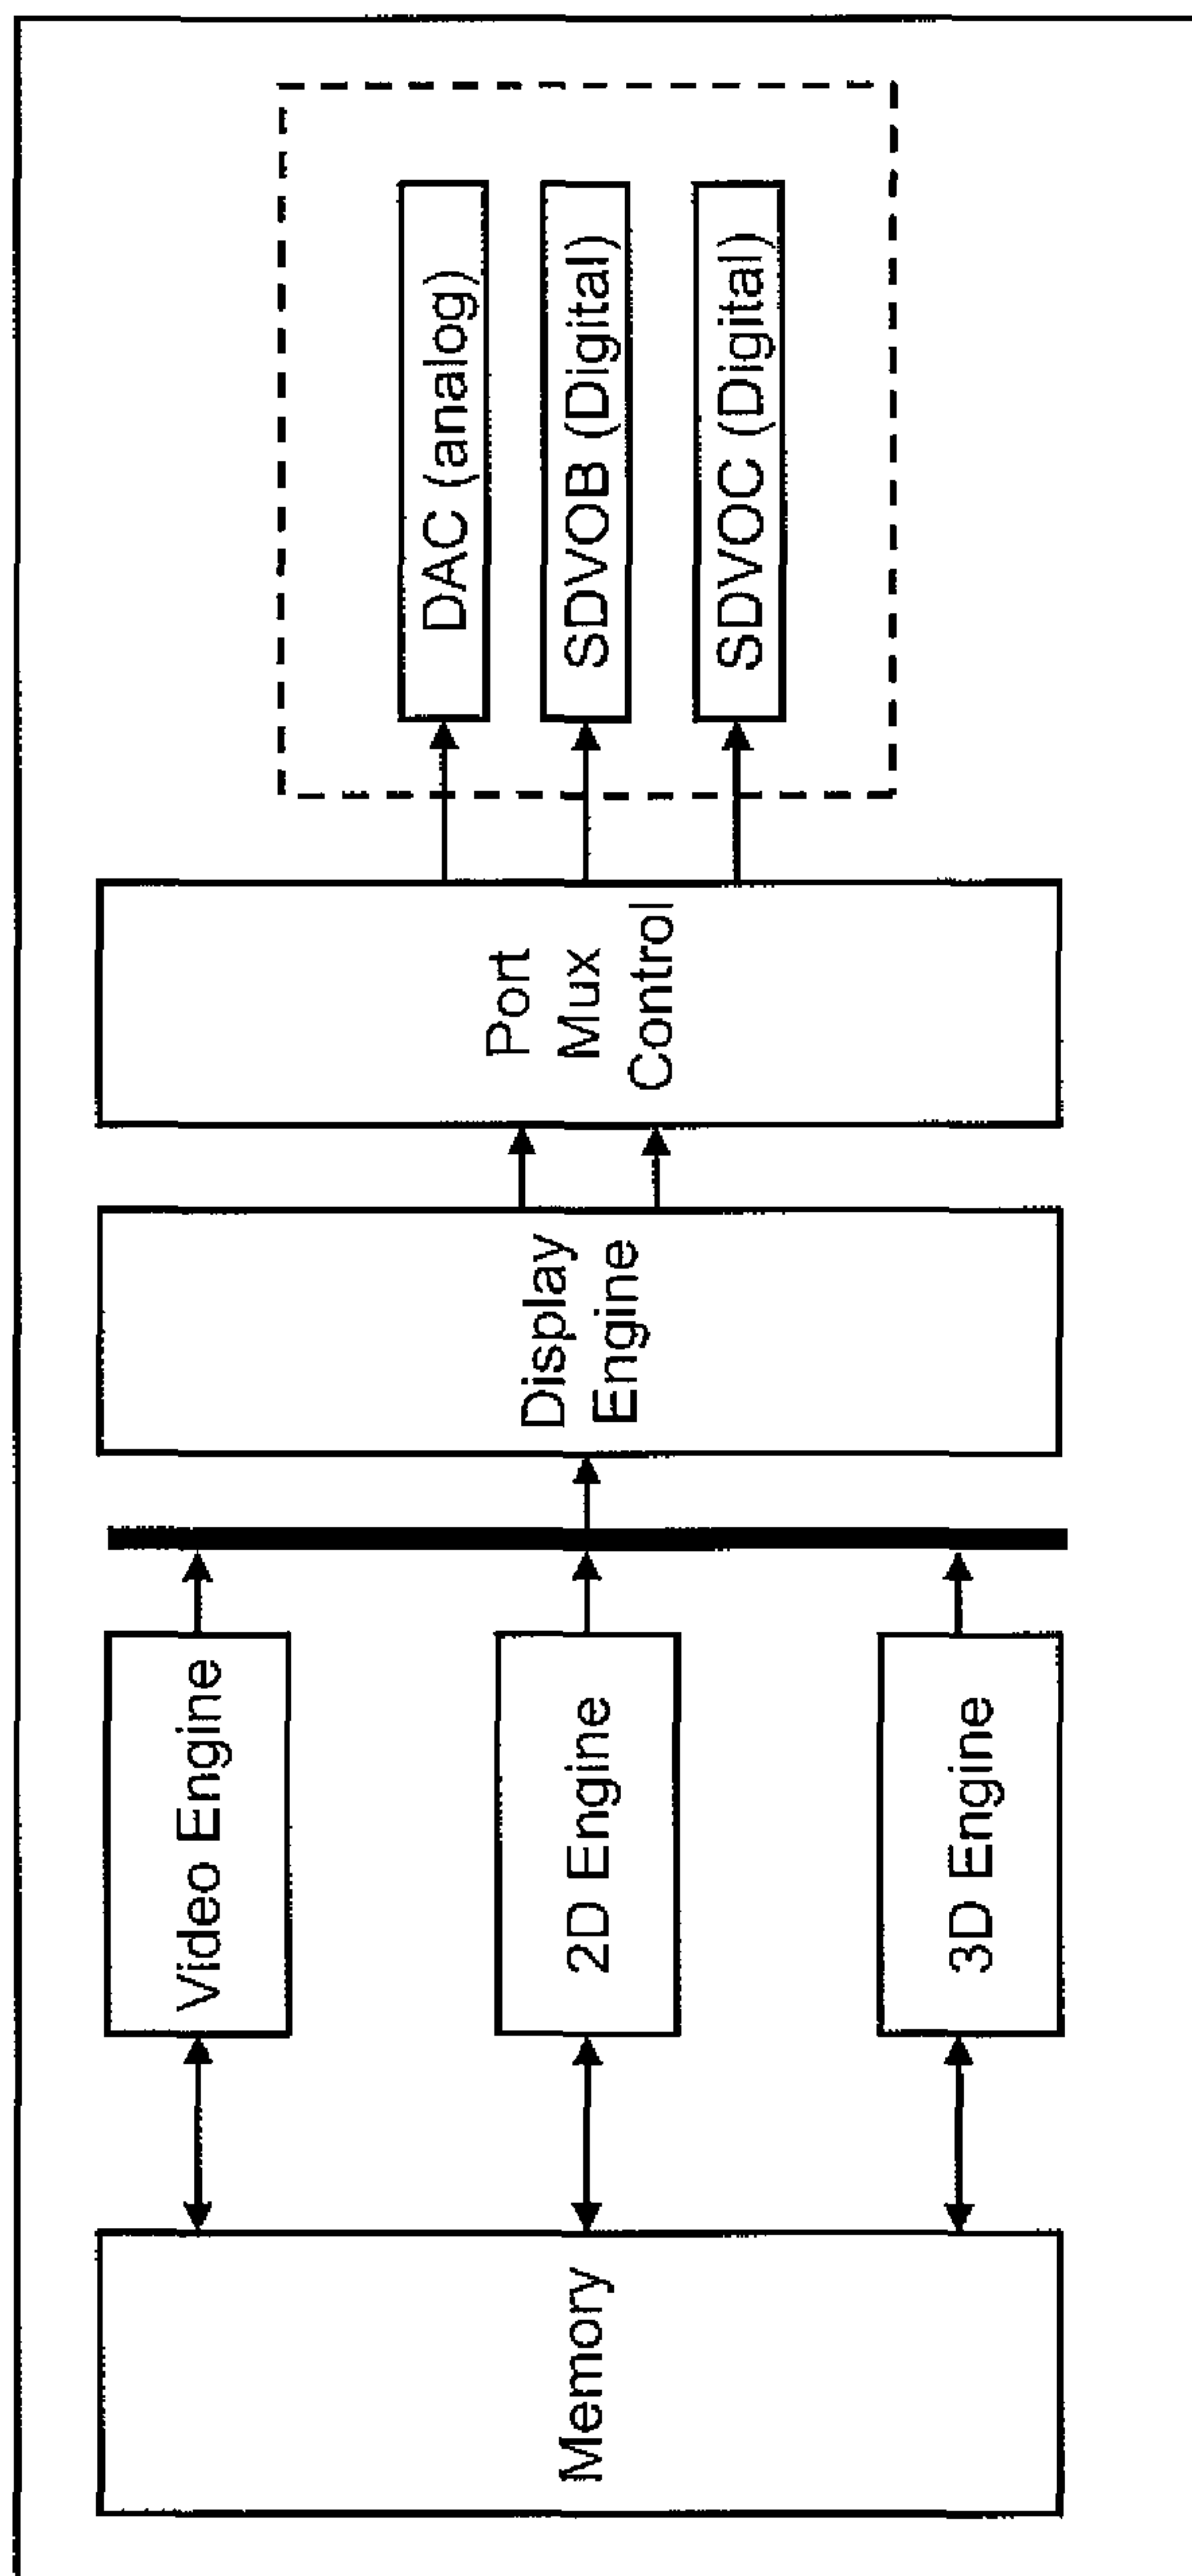 Memory
Video Engine
2D Engine
3D Engine
Display
Engine
Port
Mux
Control
DAC (analog)
SDVOB (Digital)
SDVOC (Digital)